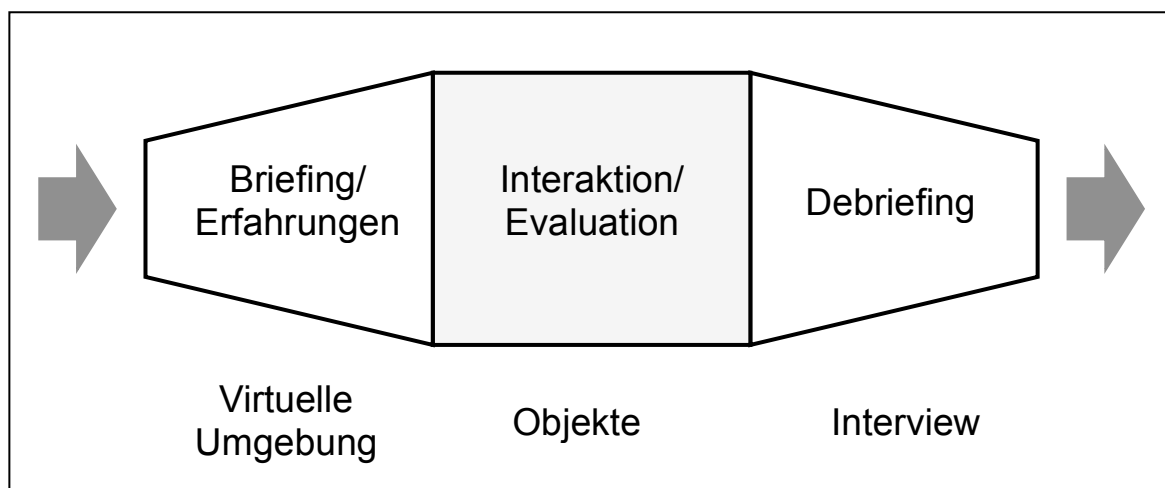 Briefing/
Erfahrungen
Interaktion/
Evaluation
Debriefing
Virtuelle
Umgebung
Objekte
Interview